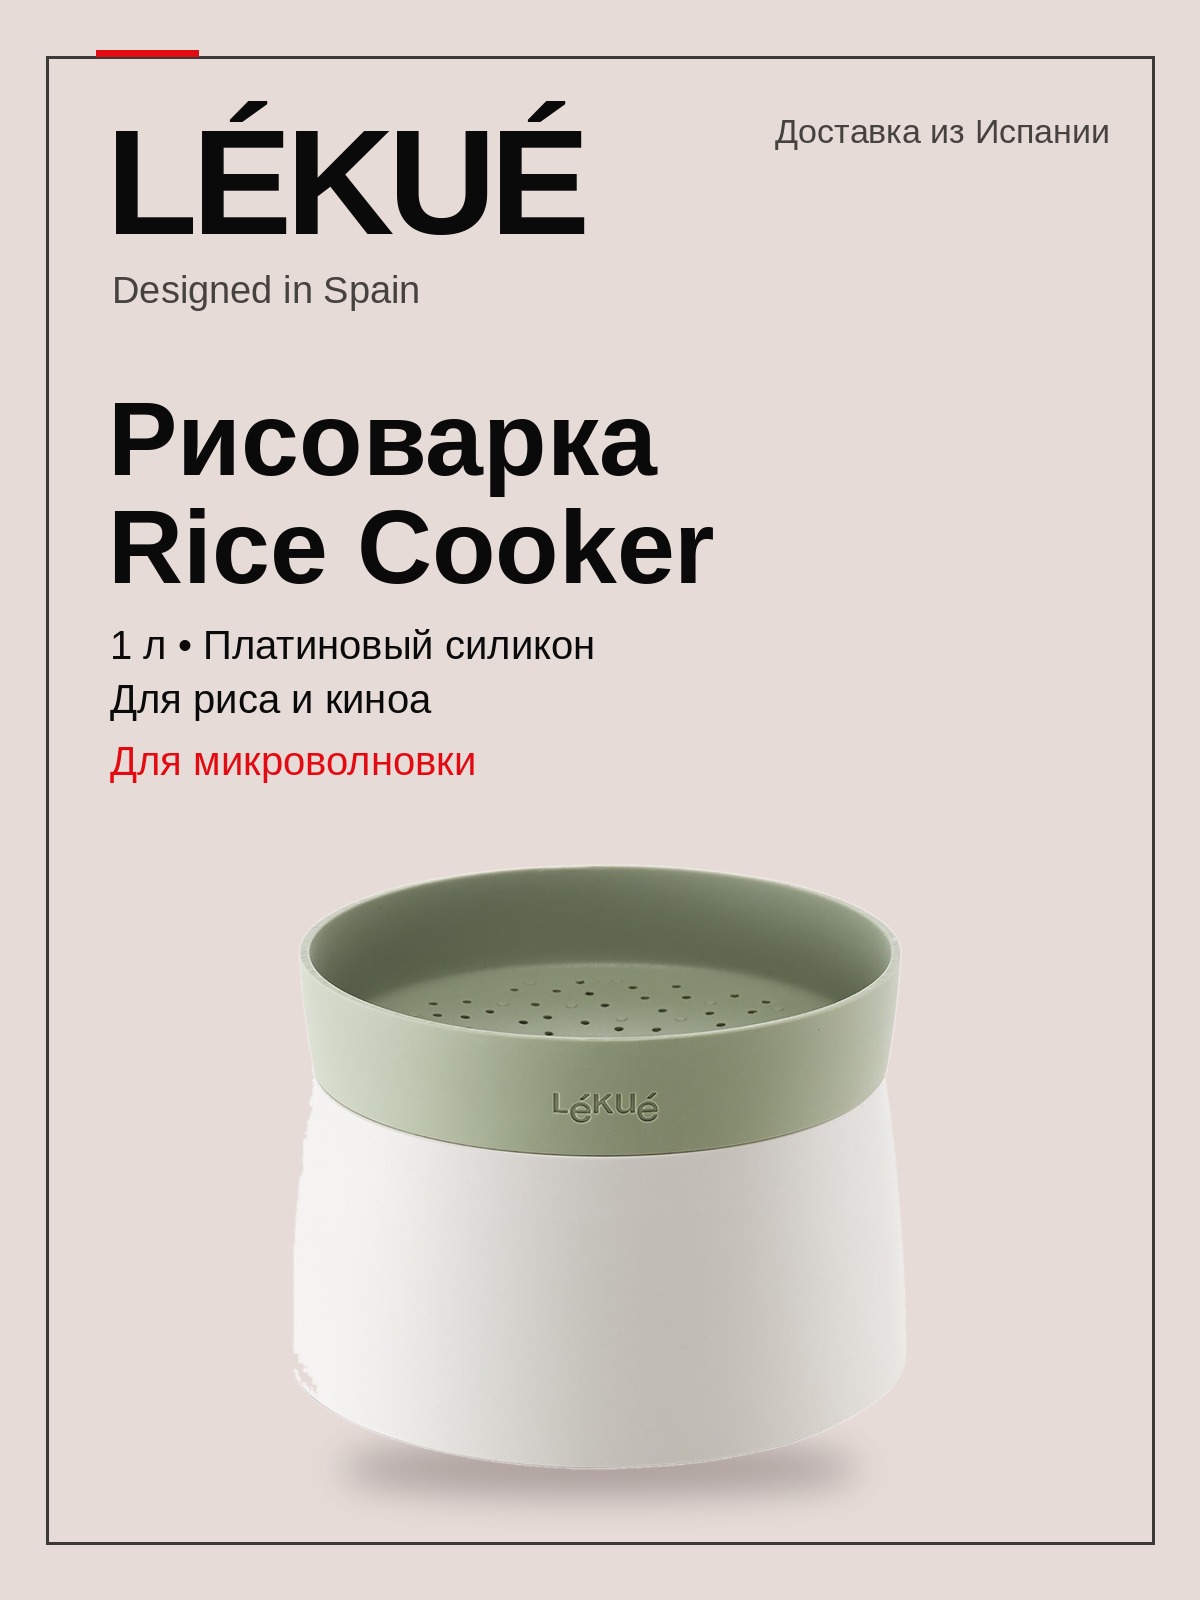 LÉKUÉ
Доставка из Испании
Designed in Spain
Рисоварка
Rice Cooker
1 л • Платиновый силикон
Для риса и киноа
Для микроволновки
Lékué